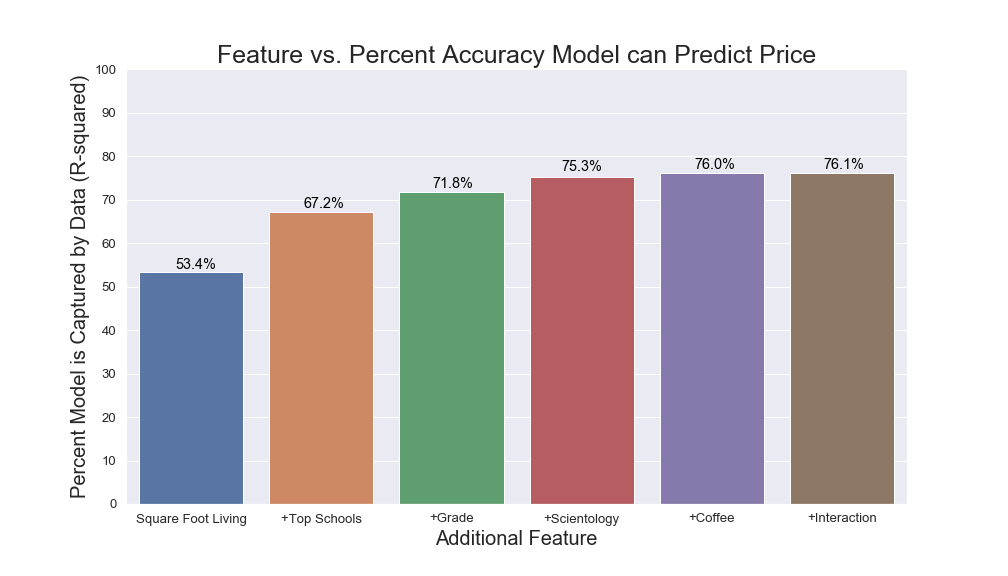 Feature vs. Percent Accuracy Model can Predict Price
Percent Model is Captured by Data (R-squared)
100
90
80
70
60
50
40
30
20
10
0
53.4%
67.2%
71.8%
75.3%
76.0%
76.1%
Square Foot Living
+Top Schools
+Grade
+Scientology
+Coffee
+Interaction
Additional Feature